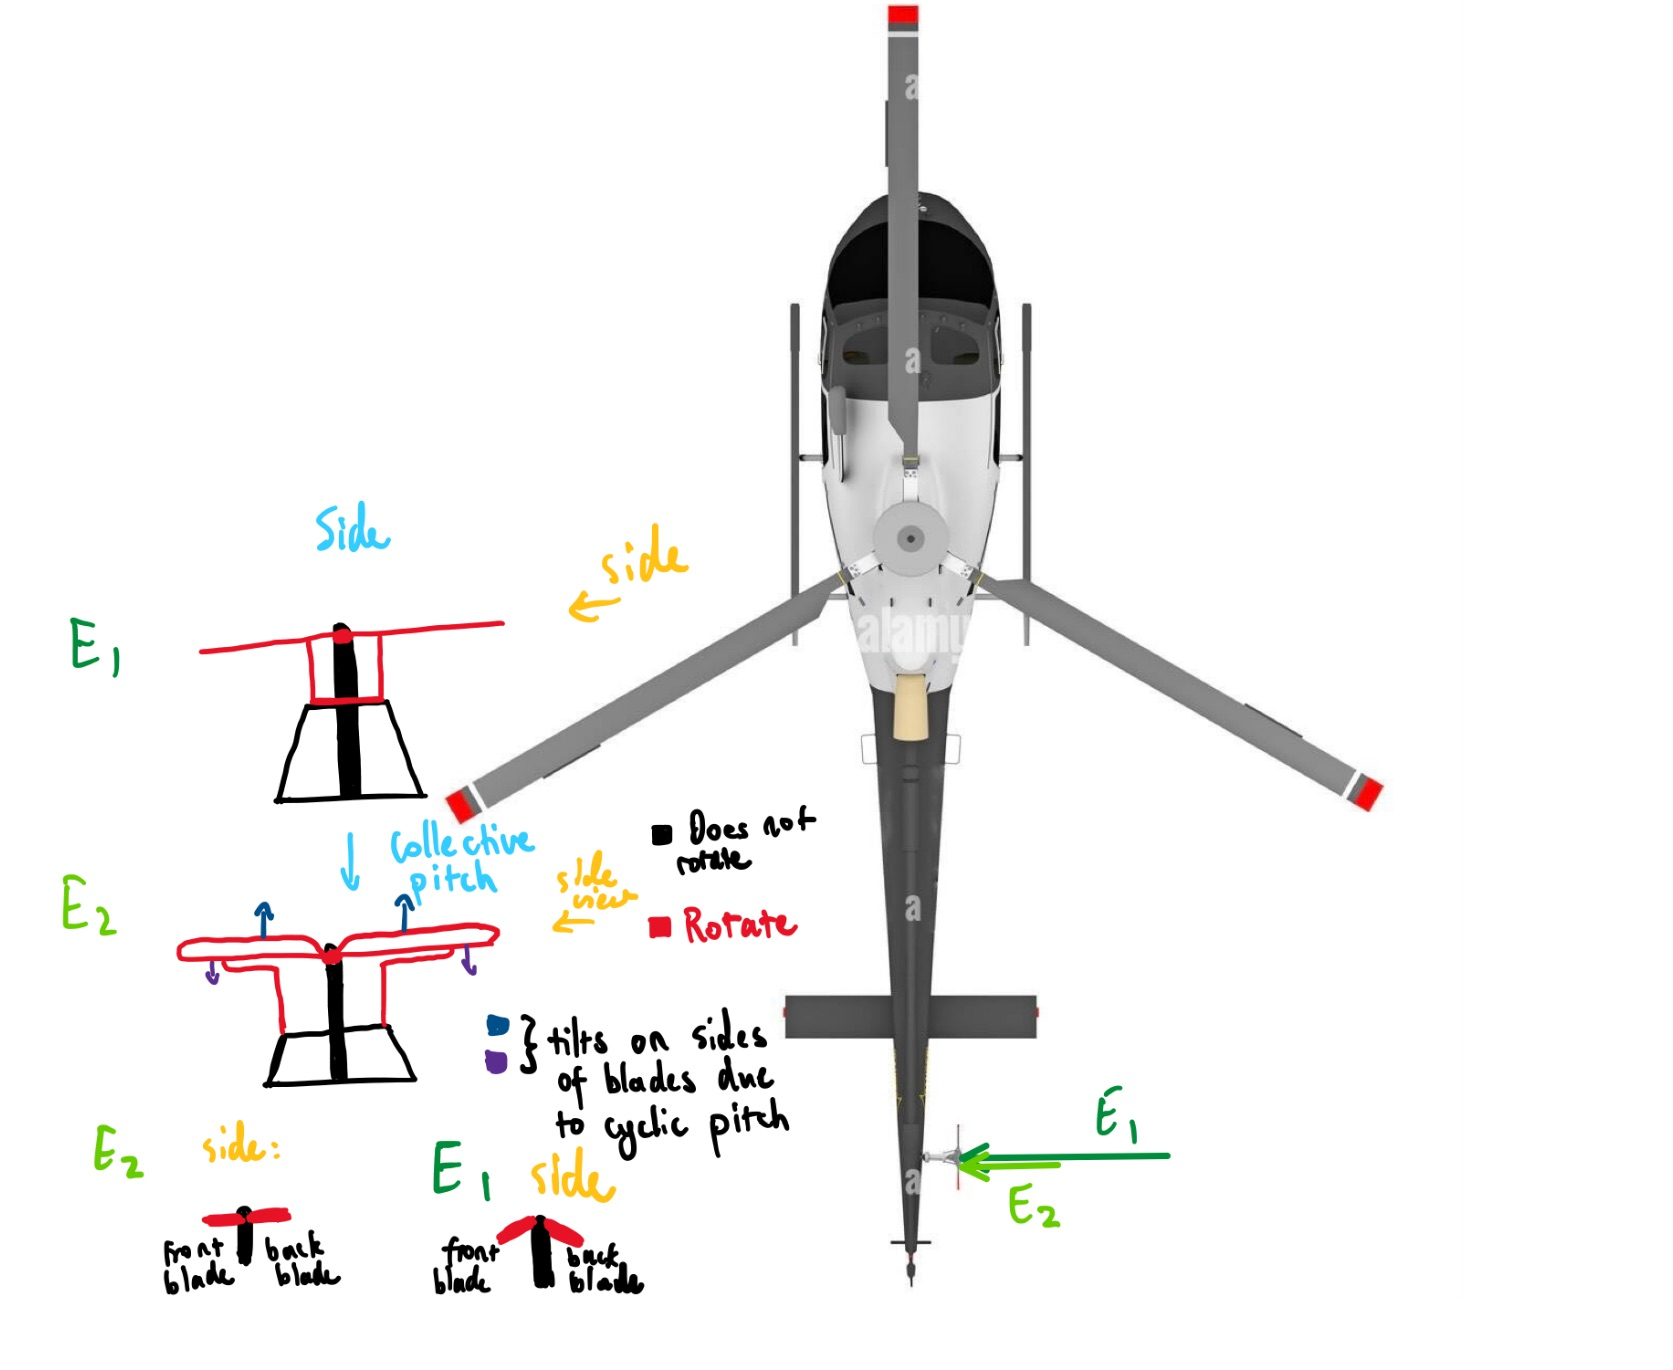 a
a
Side
side
E1
alamy
Collective
pitch
Does not
rotate
E2
side
view
Rotate
a
tilts on sides
of blades due
to cyclic pitch
E1
E2
E2 side:
E1 side
a
Front
blade
back
blade
front
blade
back
blade